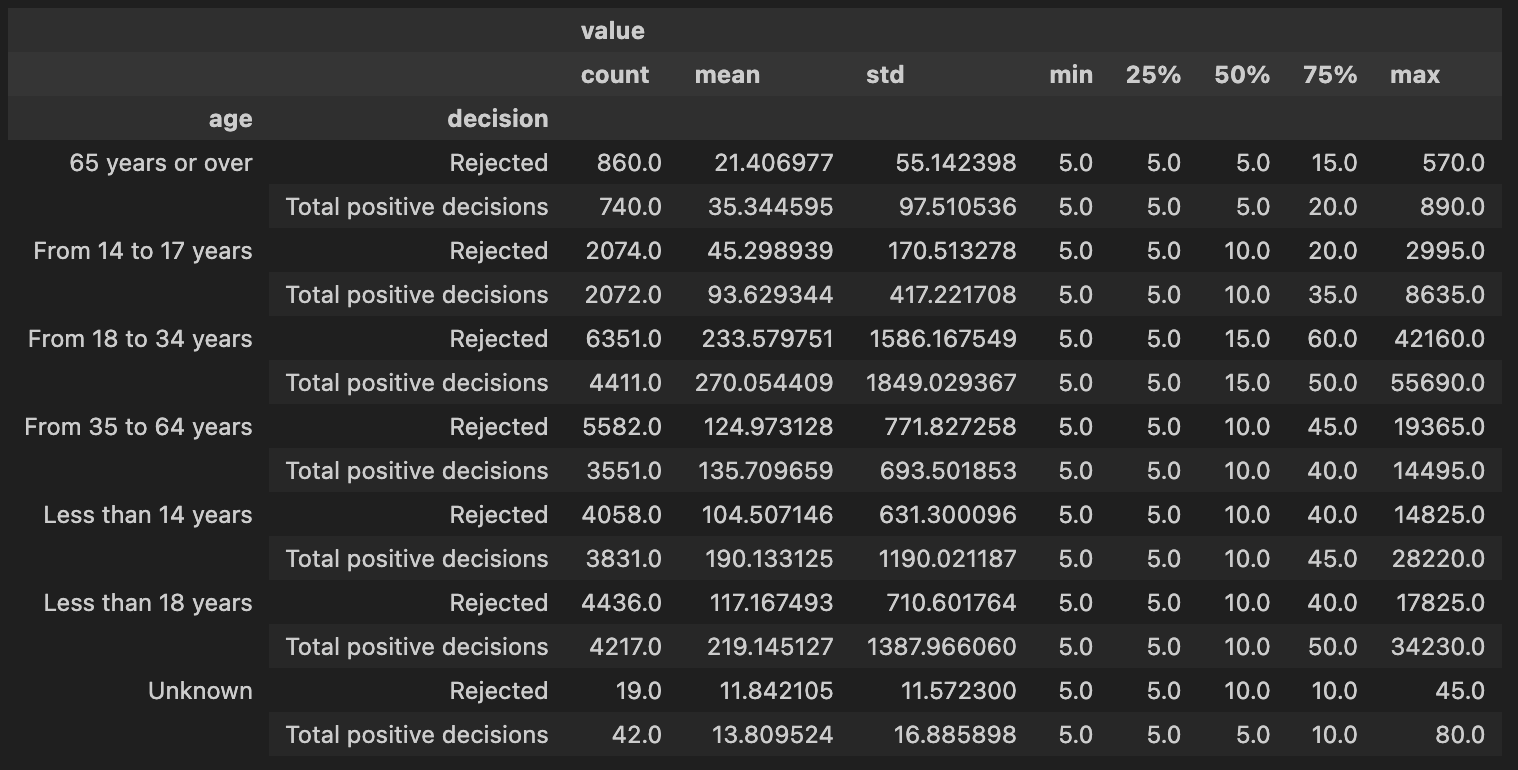 value
count mean std min 25% 50% 75% max
age decision
65 years or over Rejected 860.0 21.406977 55.142398 5.0 5.0 5.0 15.0 570.0
Total positive decisions 740.0 35.344595 97.510536 5.0 5.0 5.0 20.0 890.0
From 14 to 17 years Rejected 2074.0 45.298939 170.513278 5.0 5.0 10.0 20.0 2995.0
Total positive decisions 2072.0 93.629344 417.221708 5.0 5.0 10.0 35.0 8635.0
From 18 to 34 years Rejected 6351.0 233.579751 1586.167549 5.0 5.0 15.0 60.0 42160.0
Total positive decisions 4411.0 270.054409 1849.029367 5.0 5.0 15.0 50.0 55690.0
From 35 to 64 years Rejected 5582.0 124.973128 771.827258 5.0 5.0 10.0 45.0 19365.0
Total positive decisions 3551.0 135.709659 693.501853 5.0 5.0 10.0 40.0 14495.0
Less than 14 years Rejected 4058.0 104.507146 631.300096 5.0 5.0 10.0 40.0 14825.0
Total positive decisions 3831.0 190.133125 1190.021187 5.0 5.0 10.0 45.0 28220.0
Less than 18 years Rejected 4436.0 117.167493 710.601764 5.0 5.0 10.0 40.0 17825.0
Total positive decisions 4217.0 219.145127 1387.966060 5.0 5.0 10.0 50.0 34230.0
Unknown Rejected 19.0 11.842105 11.572300 5.0 5.0 10.0 10.0 45.0
Total positive decisions 42.0 13.809524 16.885898 5.0 5.0 5.0 10.0 80.0